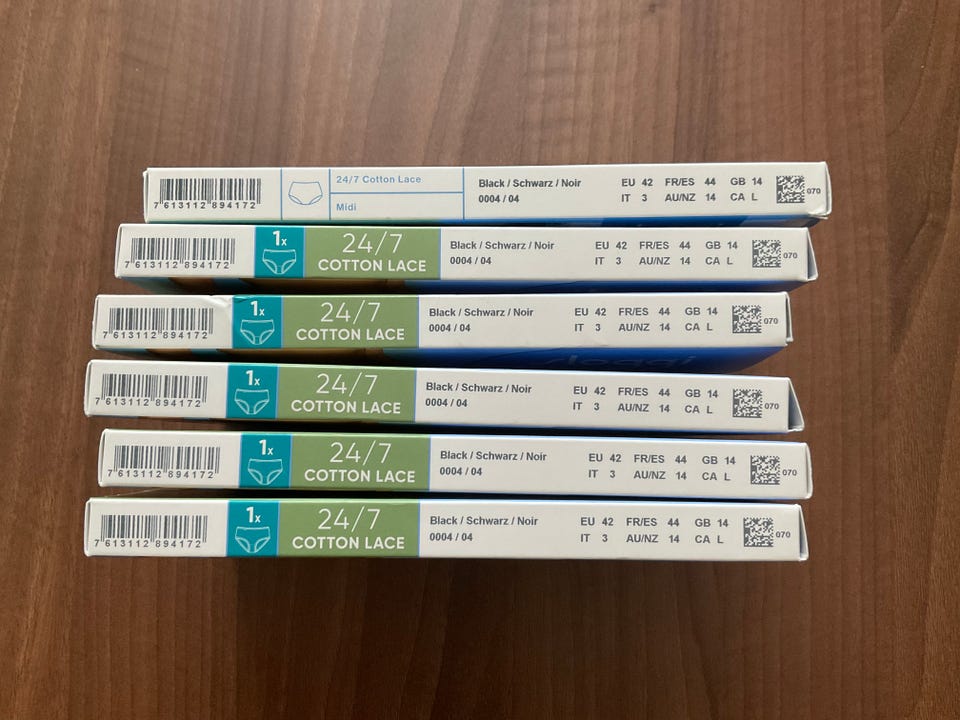 24/7 Cotton Lace
Midi
Black / Schwarz / Noir
0004 / 04
EU 42 FR/ES 44 GB 14
IT 3 AU/NZ 14 CA L
070
7 613112 894172
1x
24/7
COTTON LACE
Black / Schwarz / Noir
0004 / 04
EU 42 FR/ES 44 GB 14
IT 3 AU/NZ 14 CA L
070
7 613112 894172
1x
24/7
COTTON LACE
Black / Schwarz / Noir
0004 / 04
EU 42 FR/ES 44 GB 14
IT 3 AU/NZ 14 CA L
070
7 613112 894172
sloggi
1x
24/7
COTTON LACE
Black / Schwarz / Noir
0004 / 04
EU 42 FR/ES 44 GB 14
IT 3 AU/NZ 14 CA L
070
7 613112 894172
1x
24/7
COTTON LACE
Black / Schwarz / Noir
0004 / 04
EU 42 FR/ES 44 GB 14
IT 3 AU/NZ 14 CA L
070
7 613112 894172
1x
24/7
COTTON LACE
Black / Schwarz / Noir
0004 / 04
EU 42 FR/ES 44 GB 14
IT 3 AU/NZ 14 CA L
070
7 613112 894172